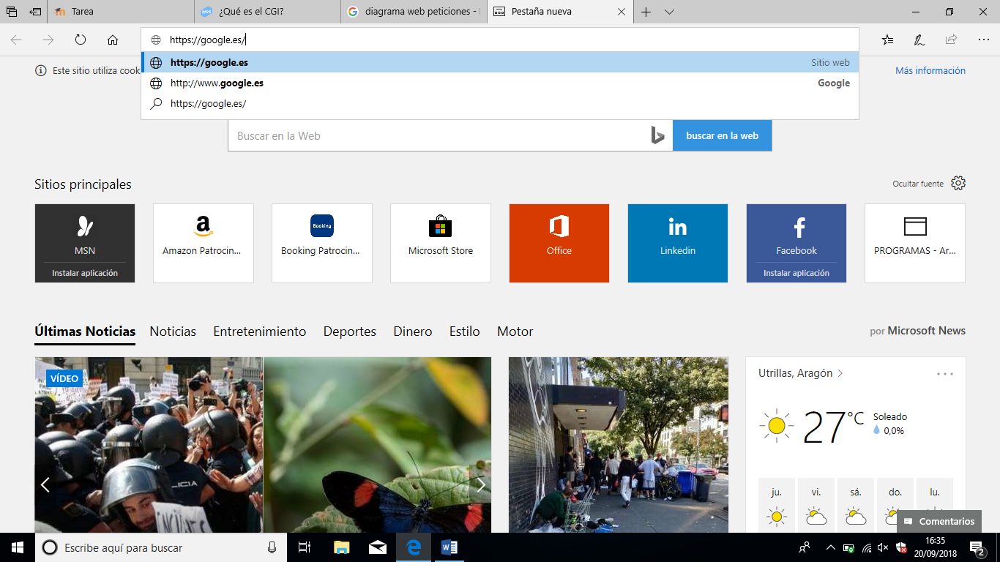 Tarea
¿Qué es el CGI?
diagrama web peticiones -
Pestaña nueva
https://google.es/
https://google.es Sitio web
http://www.google.es Google
https://google.es/
Este sitio utiliza cook
Más información
Buscar en la Web
buscar en la web
Sitios principales
Ocultar fuente
MSN
Instalar aplicación
Amazon Patrocin...
Booking
Booking Patrocin...
Microsoft Store
Office
in
Linkedin
Facebook
Instalar aplicación
PROGRAMAS - Ar...
Últimas Noticias Noticias Entretenimiento Deportes Dinero Estilo Motor
por Microsoft News
VÍDEO
LICIA
Utrillas, Aragón
27°C
Soleado
0,0%
ju. vi. sá. do. lu.
Comentarios
Escribe aquí para buscar
16:35
20/09/2018
2